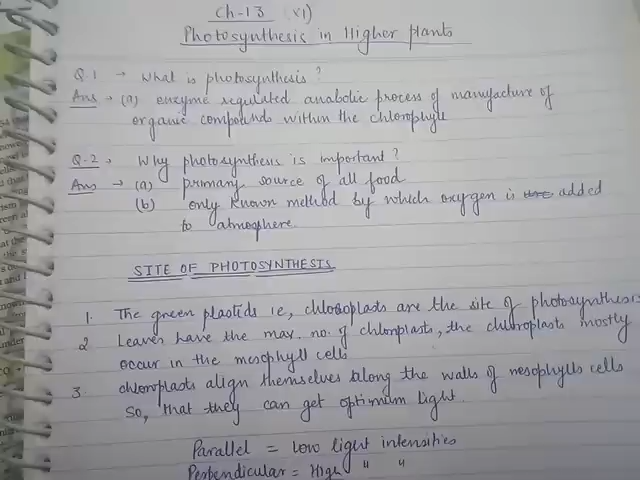 Ch-13 XI)
Photosynthesis in Higher plants
Q.1 → What is photosynthesis?
Ans → (a) enzyme regulated anabolic process of manufacture of
organic compounds within the chlorophyll
Q-2 → Why photosynthesis is important?
Ans → (a) primary source of all food
(b) only known method by which oxygen is added
to atmosphere.
SITE OF PHOTOSYNTHESIS
1. The green plastids ie, chloroplasts are the site of photosynthesis
2 Leaves have the max. no. of chloroplasts, the chloroplasts mostly
occur in the mesophyll cells
3. chloroplasts align themselves along the walls of mesophylls cells
So, that they can get optimum light.
Parallel = Low light intensities
Perpendicular = High " "